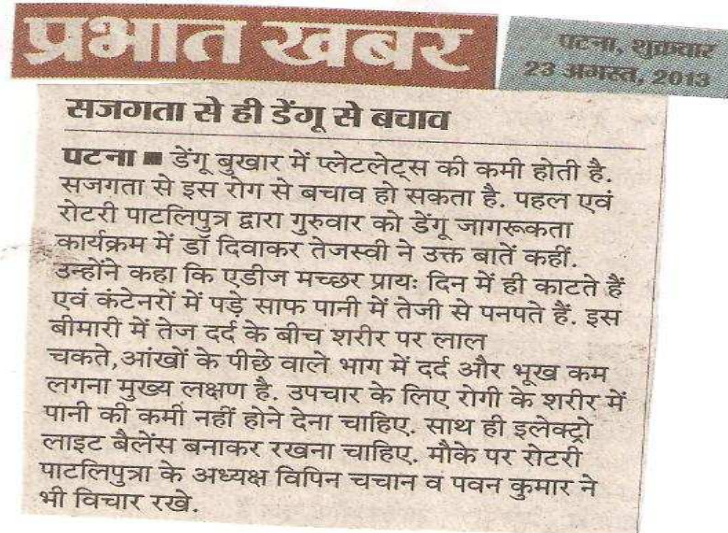 प्रभात खबर
पटना, शुक्रवार
23 अगस्त, 2013
सजगता से ही डेंगू से बचाव
पटना ■ डेंगू बुखार में प्लेटलेट्स की कमी होती है.
सजगता से इस रोग से बचाव हो सकता है. पहल एवं
रोटरी पाटलिपुत्र द्वारा गुरुवार को डेंगू जागरूकता
कार्यक्रम में डॉ दिवाकर तेजस्वी ने उक्त बातें कहीं.
उन्होंने कहा कि एडीज मच्छर प्रायः दिन में ही काटते हैं
एवं कंटेनरों में पड़े साफ पानी में तेजी से पनपते हैं. इस
बीमारी में तेज दर्द के बीच शरीर पर लाल
चकते,आंखों के पीछे वाले भाग में दर्द और भूख कम
लगना मुख्य लक्षण है. उपचार के लिए रोगी के शरीर में
पानी की कमी नहीं होने देना चाहिए. साथ ही इलेक्ट्रो
लाइट बैलेंस बनाकर रखना चाहिए. मौके पर रोटरी
पाटलिपुत्रा के अध्यक्ष विपिन चचान व पवन कुमार ने
भी विचार रखे.